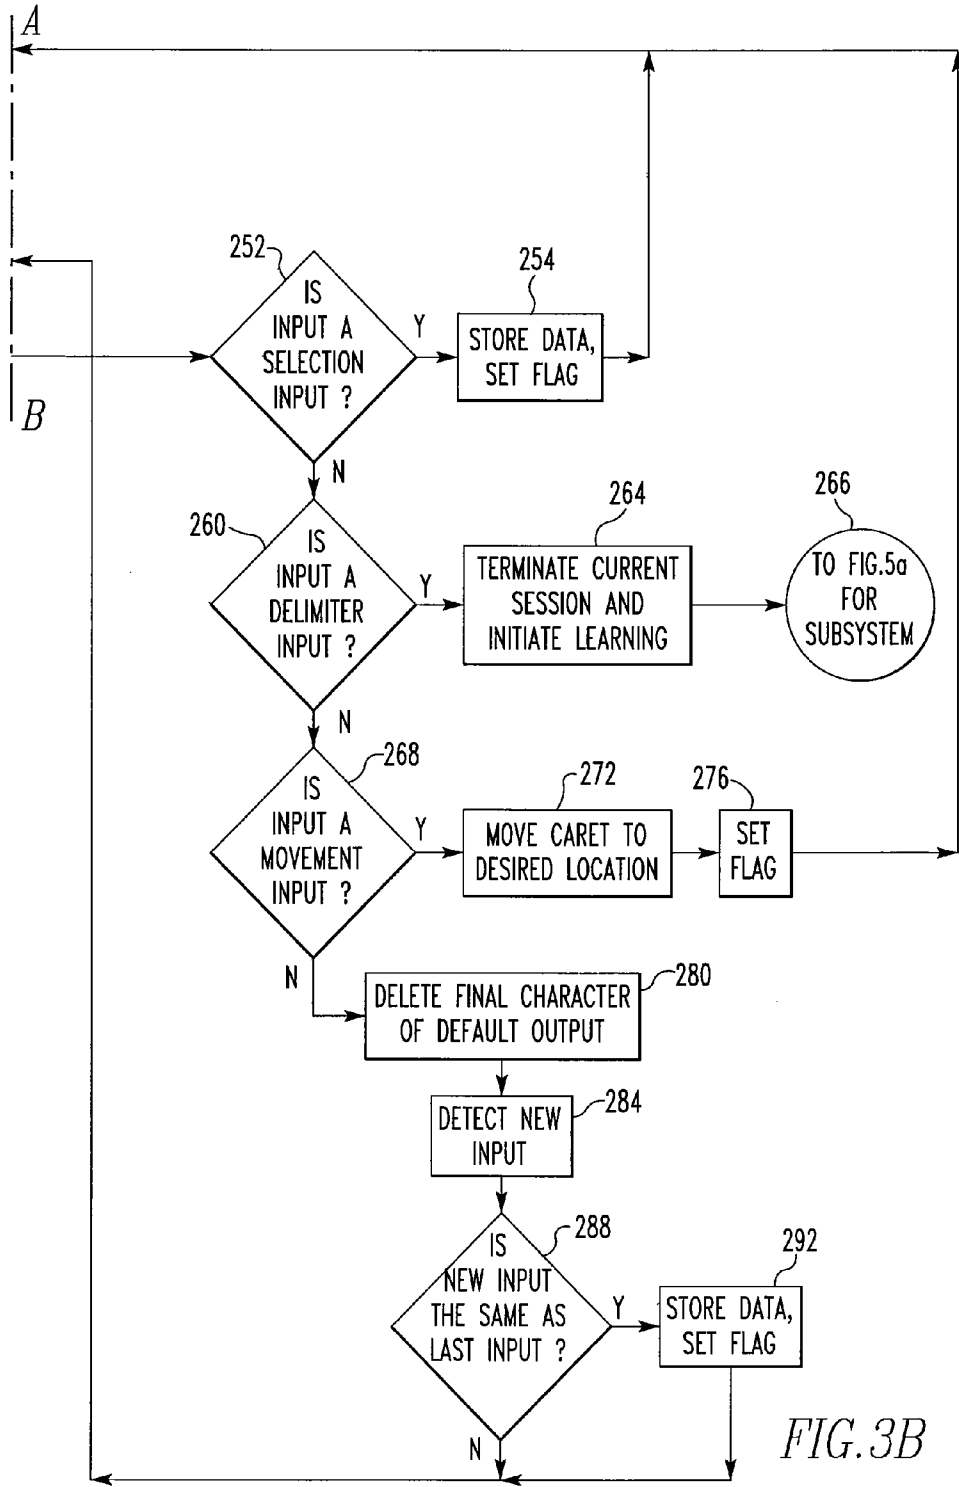 A
252
254
IS
INPUT A
SELECTION
INPUT ?
Y
STORE DATA,
SET FLAG
B
N
260
264
266
IS
INPUT A
DELIMITER
INPUT ?
Y
TERMINATE CURRENT
SESSION AND
INITIATE LEARNING
TO FIG.5a
FOR
SUBSYSTEM
N
268
272
276
IS
INPUT A
MOVEMENT
INPUT ?
Y
MOVE CARET TO
DESIRED LOCATION
SET
FLAG
N
280
DELETE FINAL CHARACTER
OF DEFAULT OUTPUT
284
DETECT NEW
INPUT
288
292
IS
NEW INPUT
THE SAME AS
LAST INPUT ?
Y
STORE DATA,
SET FLAG
N
FIG.3B